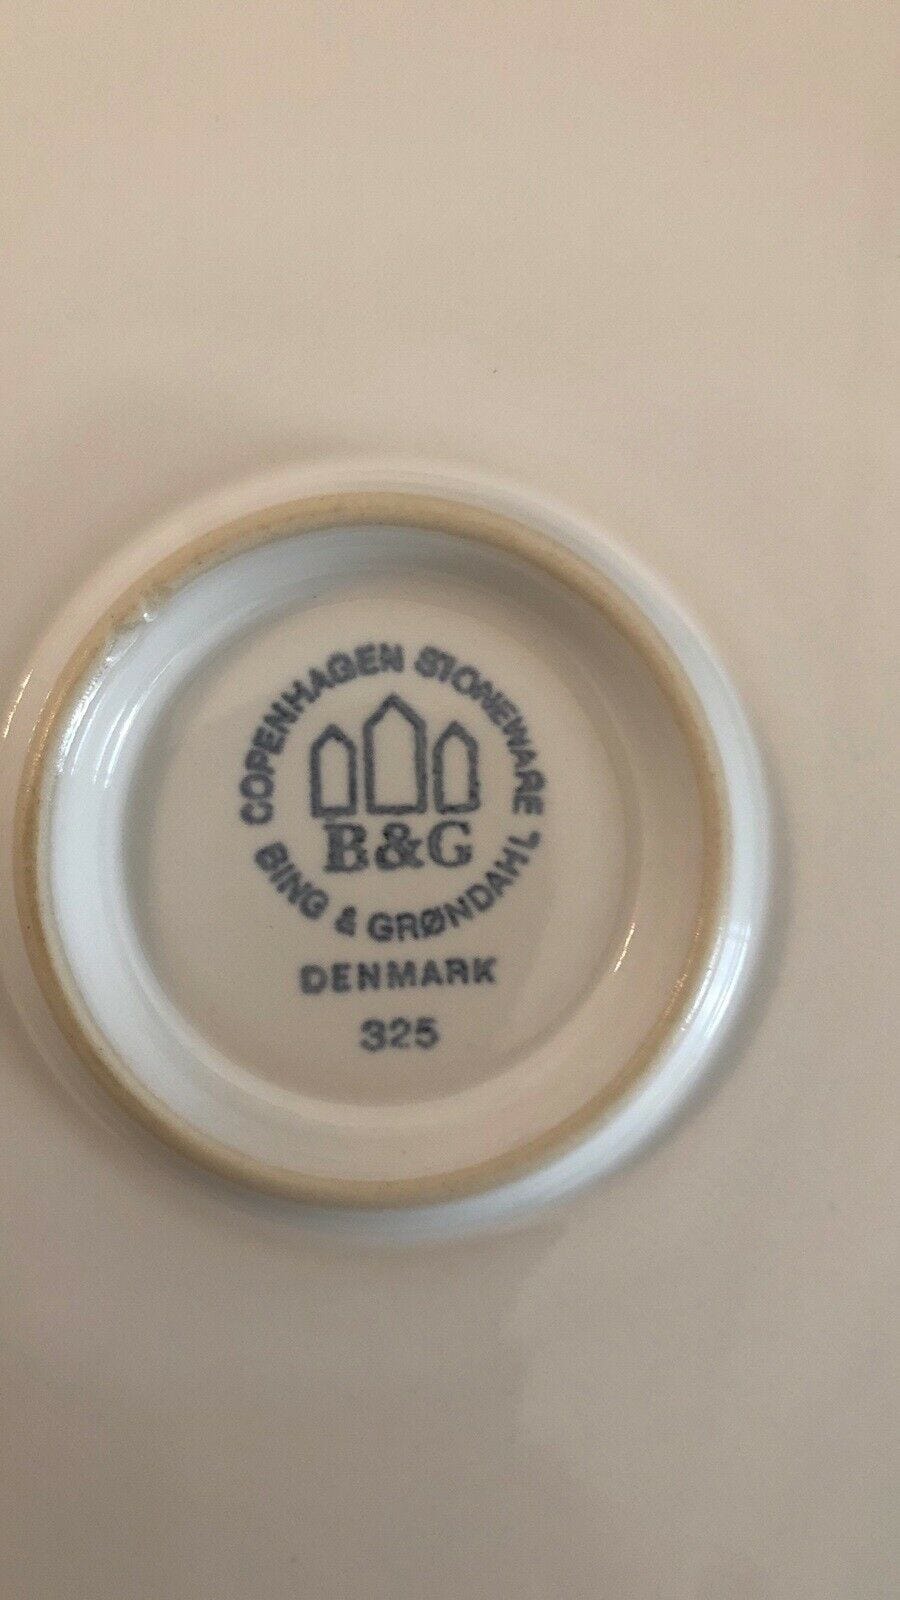 COPENHAGEN STONEWARE
B&G
BING & GRØNDAHL
DENMARK
325